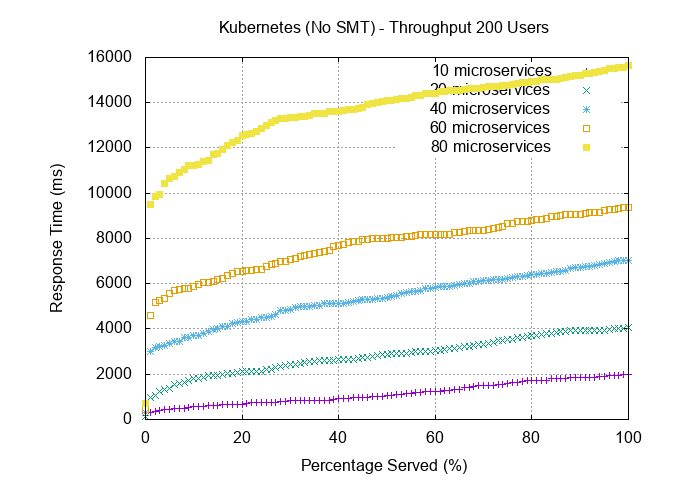 Kubernetes (No SMT) - Throughput 200 Users
16000
14000
12000
10000
8000
6000
4000
2000
0
Response Time (ms)
10 microservices
20 microservices
40 microservices
60 microservices
80 microservices
0 20 40 60 80 100
Percentage Served (%)